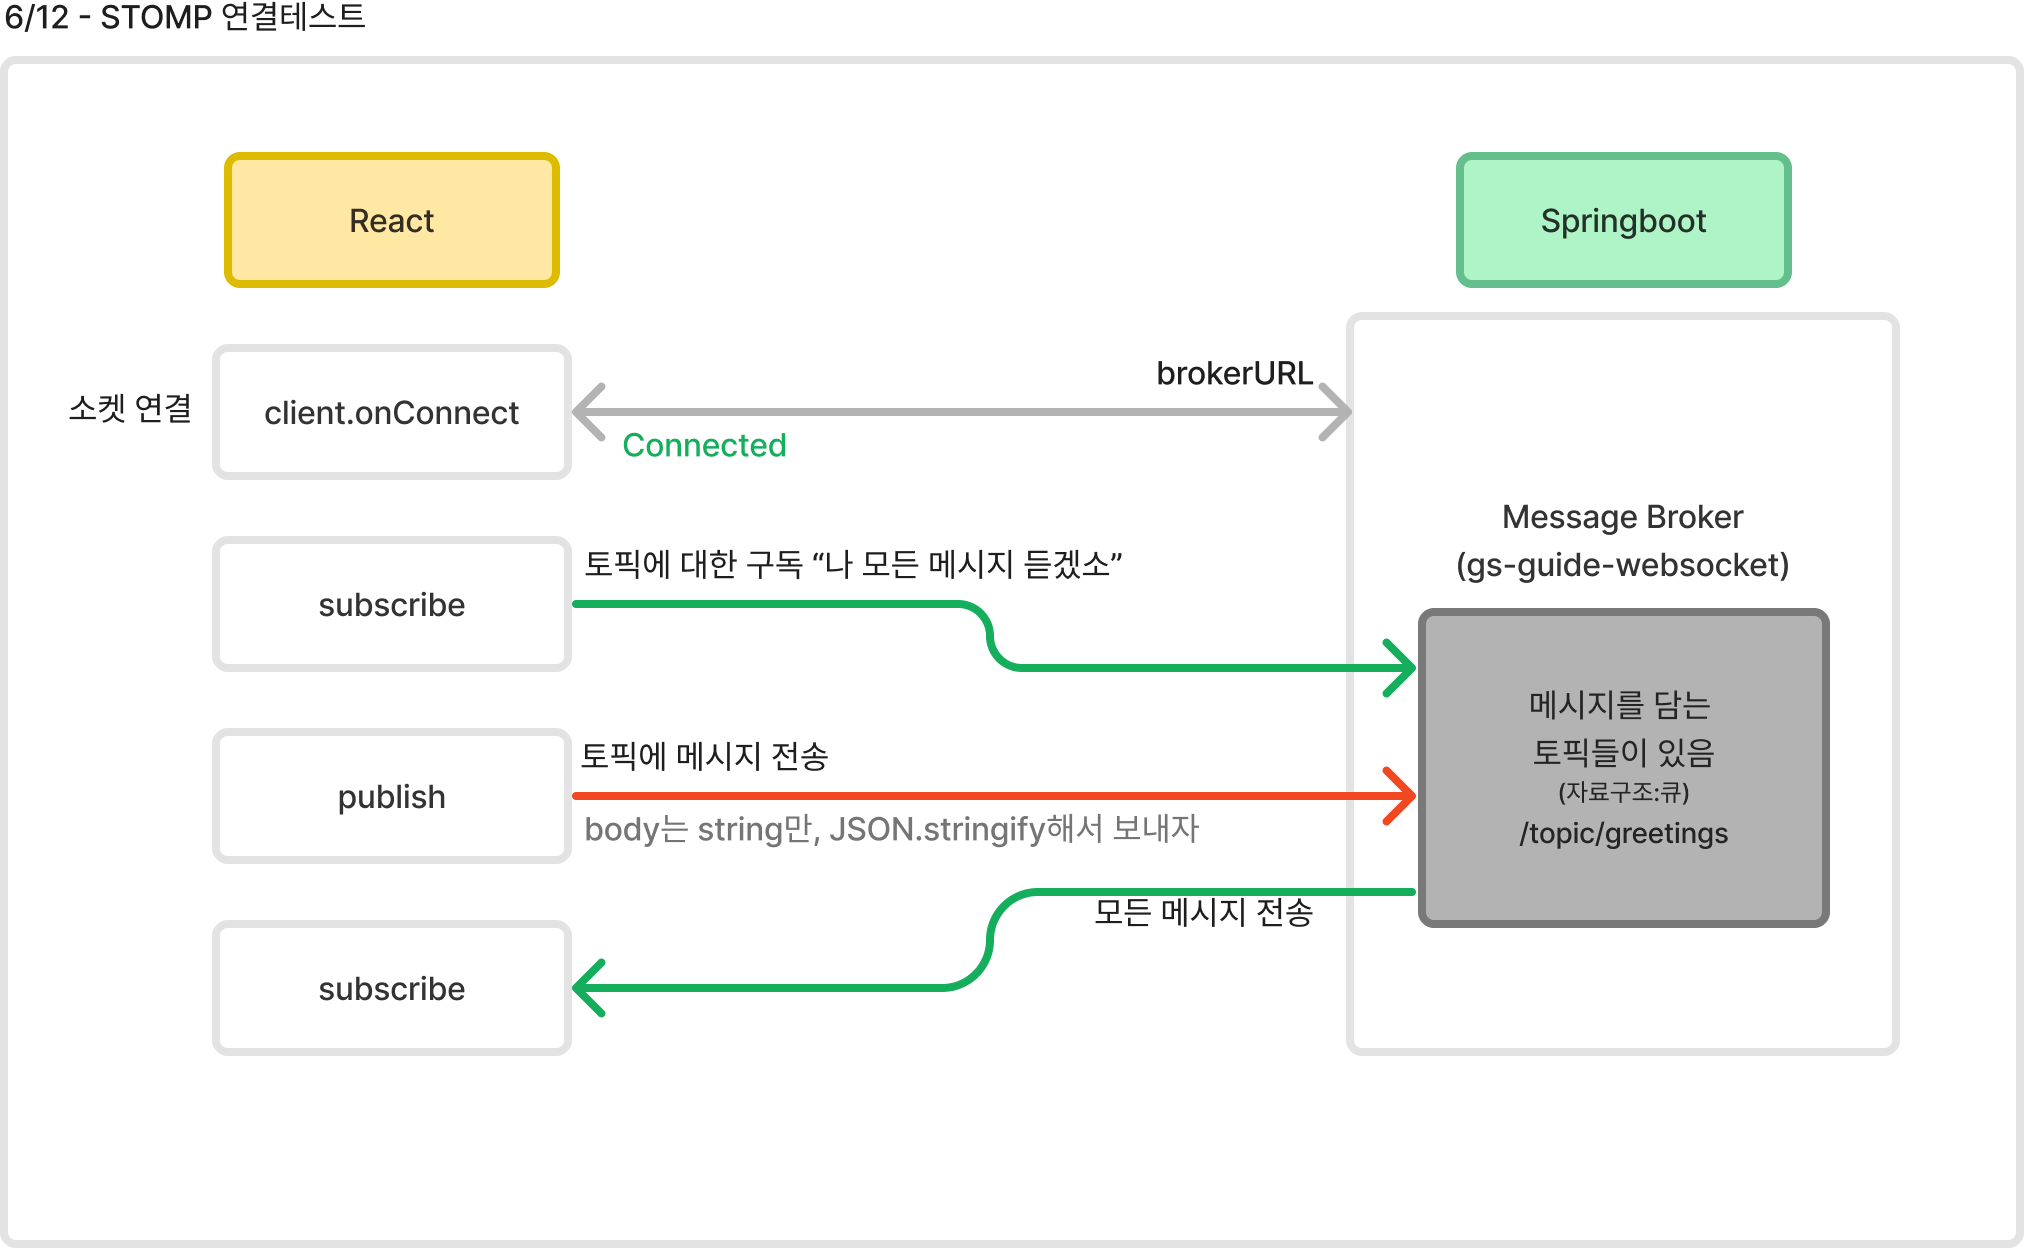 6/12 - STOMP 연결테스트
React
Springboot
brokerURL
소켓 연결
client.onConnect
Connected
Message Broker
(gs-guide-websocket)
토픽에 대한 구독 “나 모든 메시지 듣겠소”
subscribe
메시지를 담는
토픽들이 있음
(자료구조:큐)
/topic/greetings
토픽에 메시지 전송
publish
body는 string만, JSON.stringify해서 보내자
모든 메시지 전송
subscribe